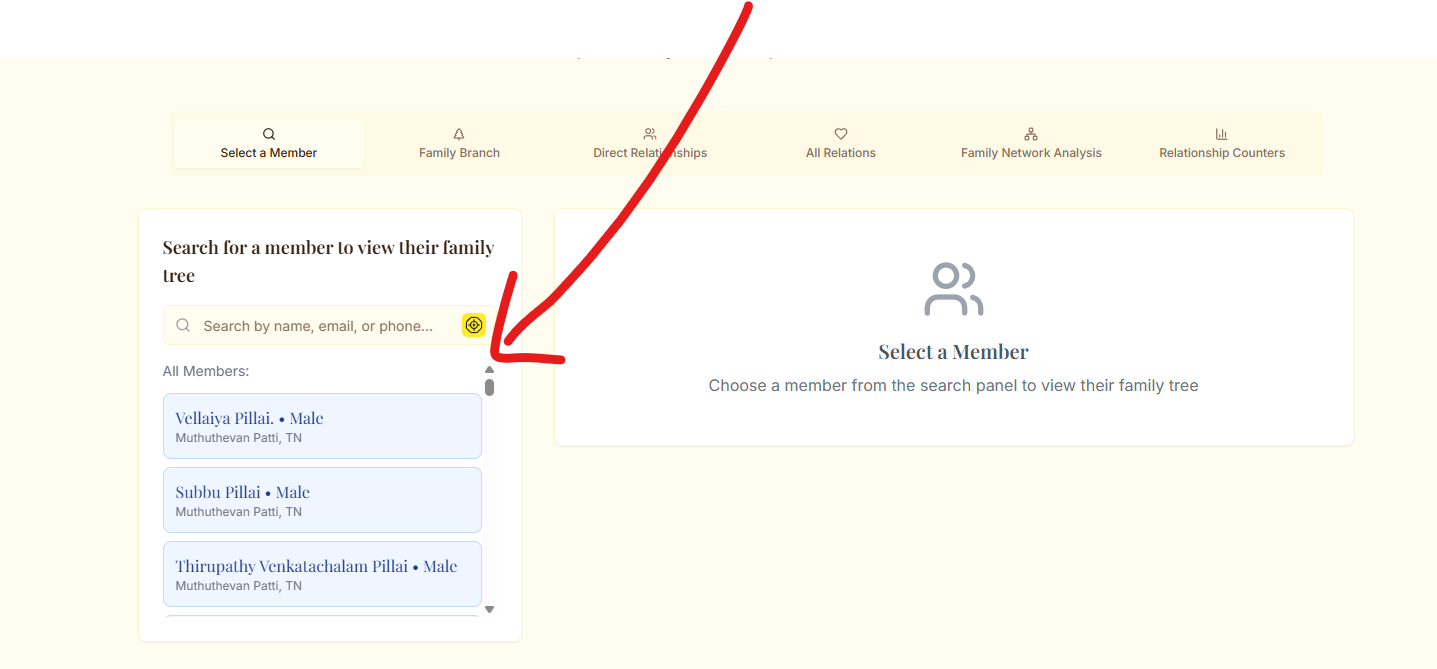 Select a Member
Family Branch
Direct Relationships
All Relations
Family Network Analysis
Relationship Counters
Search for a member to view their family
tree
Search by name, email, or phone...
All Members:
Vellaiya Pillai. • Male
Muthuthevan Patti, TN
Subbu Pillai • Male
Muthuthevan Patti, TN
Thirupathy Venkatachalam Pillai • Male
Muthuthevan Patti, TN
Select a Member
Choose a member from the search panel to view their family tree